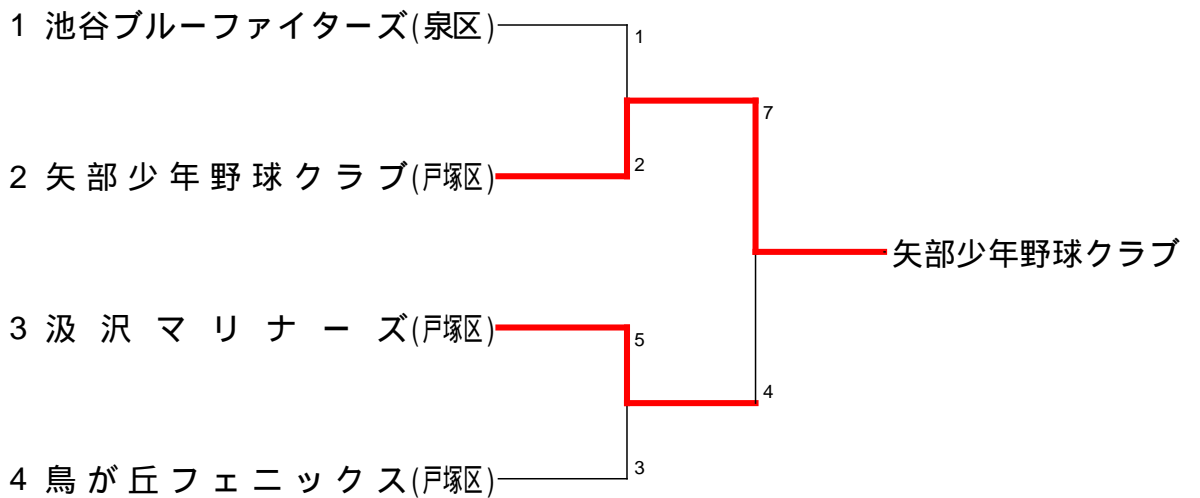 1 池谷ブルーファイターズ(泉区)
1
7
2 矢部少年野球クラブ(戸塚区)
2
矢部少年野球クラブ
3 汲沢マリナーズ(戸塚区)
5
4
4 鳥が丘フェニックス(戸塚区)
3